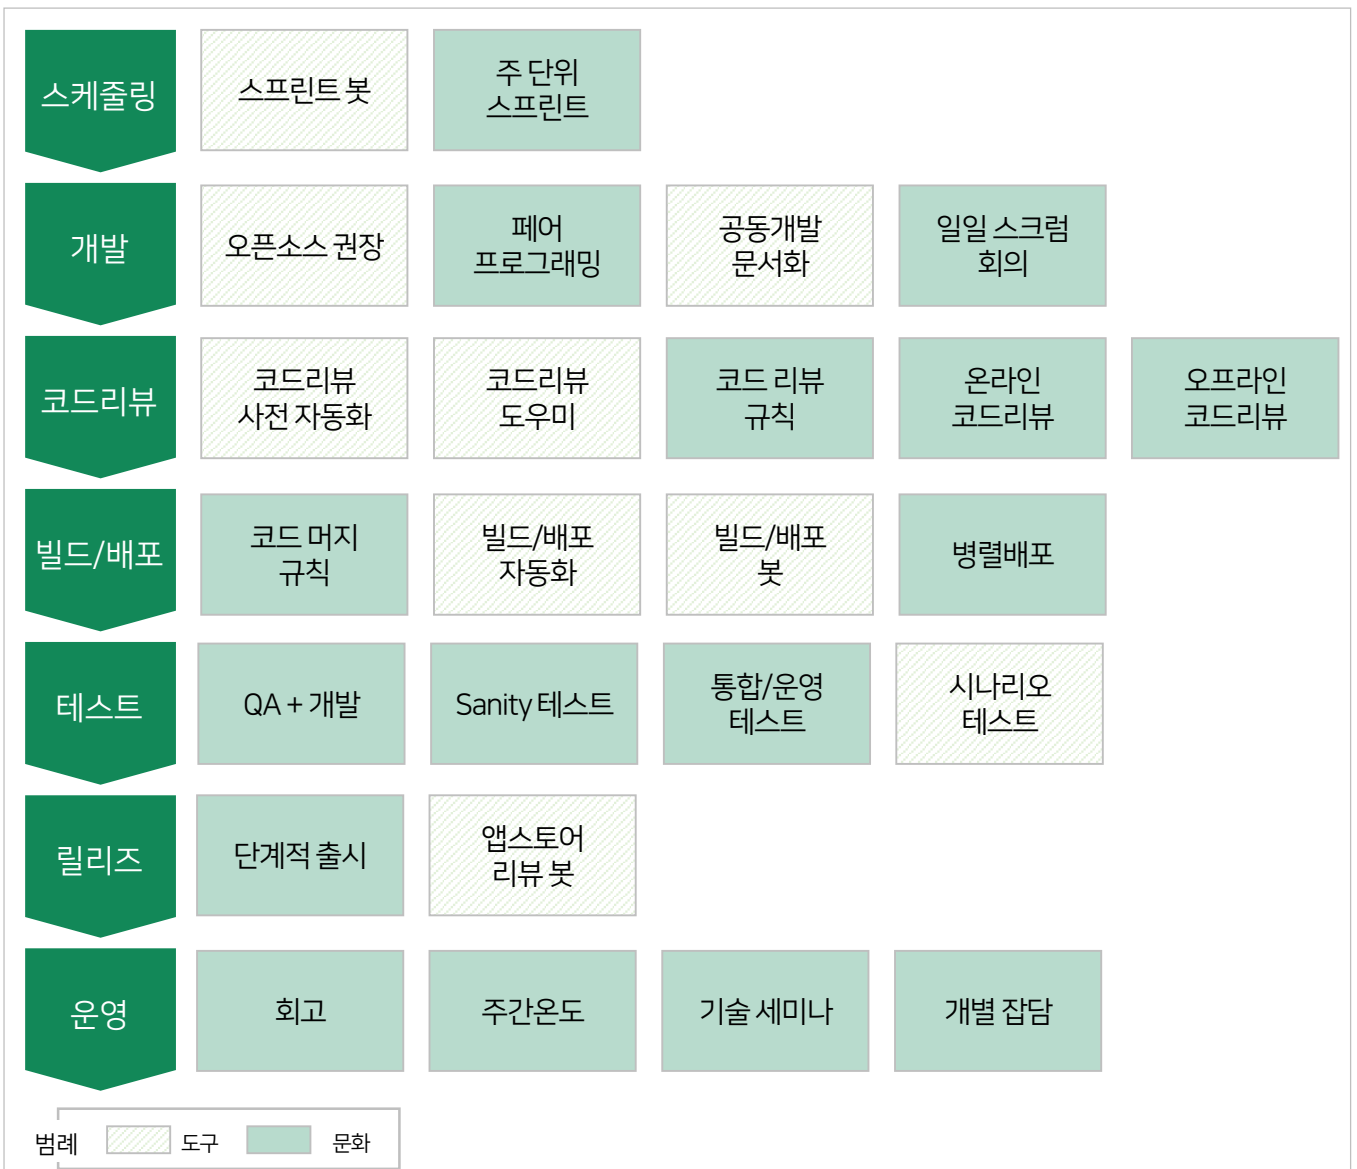 스케줄링
스프린트 봇
주 단위
스프린트
개발
오픈소스 권장
페어
프로그래밍
공동개발
문서화
일일 스크럼
회의
코드리뷰
코드리뷰
사전 자동화
코드리뷰
도우미
코드 리뷰
규칙
온라인
코드리뷰
오프라인
코드리뷰
빌드/배포
코드 머지
규칙
빌드/배포
자동화
빌드/배포
봇
병렬배포
테스트
QA + 개발
Sanity 테스트
통합/운영
테스트
시나리오
테스트
릴리즈
단계적 출시
앱스토어
리뷰 봇
운영
회고
주간온도
기술 세미나
개별 잡담
범례
도구
문화